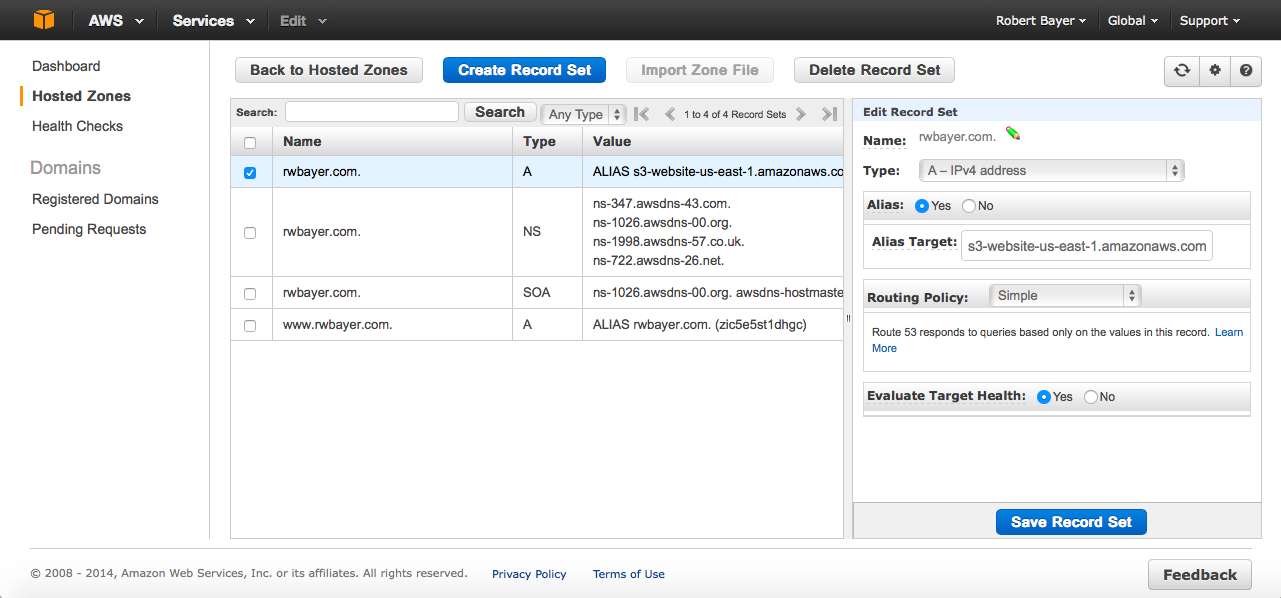 AWS Services Edit Robert Bayer Global Support
Dashboard
Hosted Zones
Health Checks
Domains
Registered Domains
Pending Requests
Back to Hosted Zones Create Record Set Import Zone File Delete Record Set
Search: Search Any Type 1 to 4 of 4 Record Sets
Name Type Value
rwbayer.com. A ALIAS s3-website-us-east-1.amazonaws.co
rwbayer.com. NS ns-347.awsdns-43.com.
ns-1026.awsdns-00.org.
ns-1998.awsdns-57.co.uk.
ns-722.awsdns-26.net.
rwbayer.com. SOA ns-1026.awsdns-00.org. awsdns-hostmaste
www.rwbayer.com. A ALIAS rwbayer.com. (zic5e5st1dhgc)
Edit Record Set
Name: rwbayer.com.
Type: A – IPv4 address
Alias: Yes No
Alias Target: s3-website-us-east-1.amazonaws.com
Routing Policy: Simple
Route 53 responds to queries based only on the values in this record. Learn
More
Evaluate Target Health: Yes No
Save Record Set
© 2008 - 2014, Amazon Web Services, Inc. or its affiliates. All rights reserved. Privacy Policy Terms of Use
Feedback